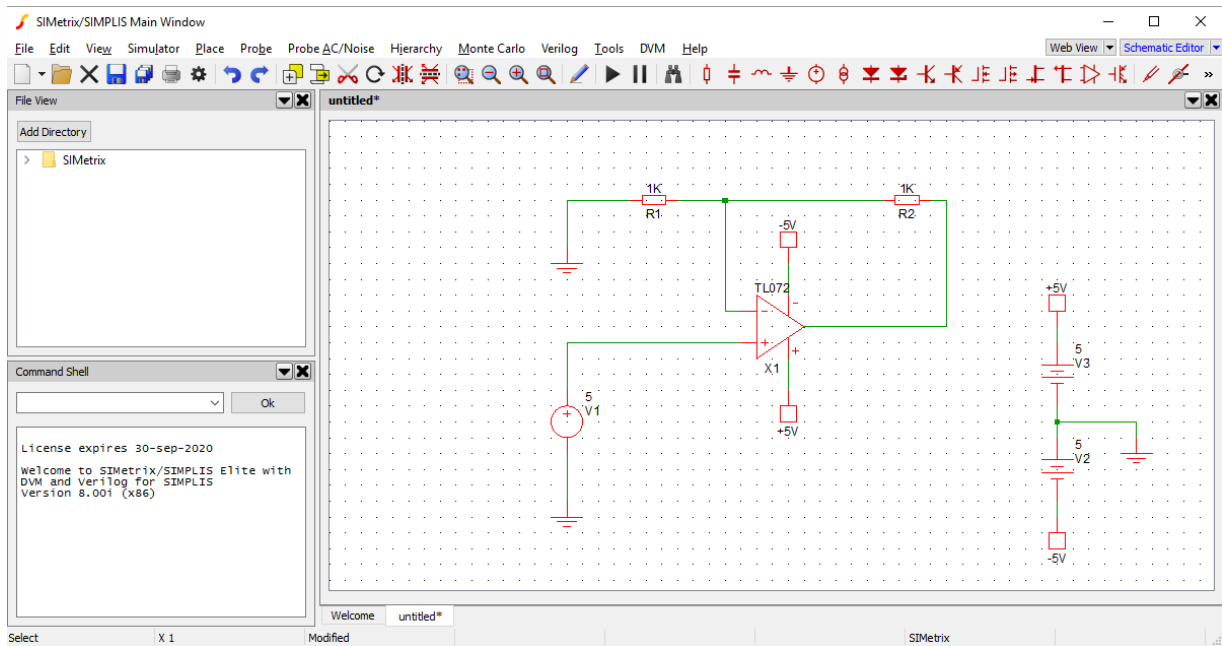 SIMetrix/SIMPLIS Main Window
File Edit View Simulator Place Probe Probe AC/Noise Hierarchy Monte Carlo Verilog Tools DVM Help
Web View Schematic Editor
»
File View
untitled*
Add Directory
SIMetrix
1K
R1
1K
R2
-5V
TL072
X1
+5V
5
V1
+5V
5
V3
5
V2
-5V
Command Shell
Ok
License expires 30-sep-2020
Welcome to SIMetrix/SIMPLIS Elite with
DVM and Verilog for SIMPLIS
Version 8.00i (x86)
Welcome untitled*
Select X 1 Modified SIMetrix